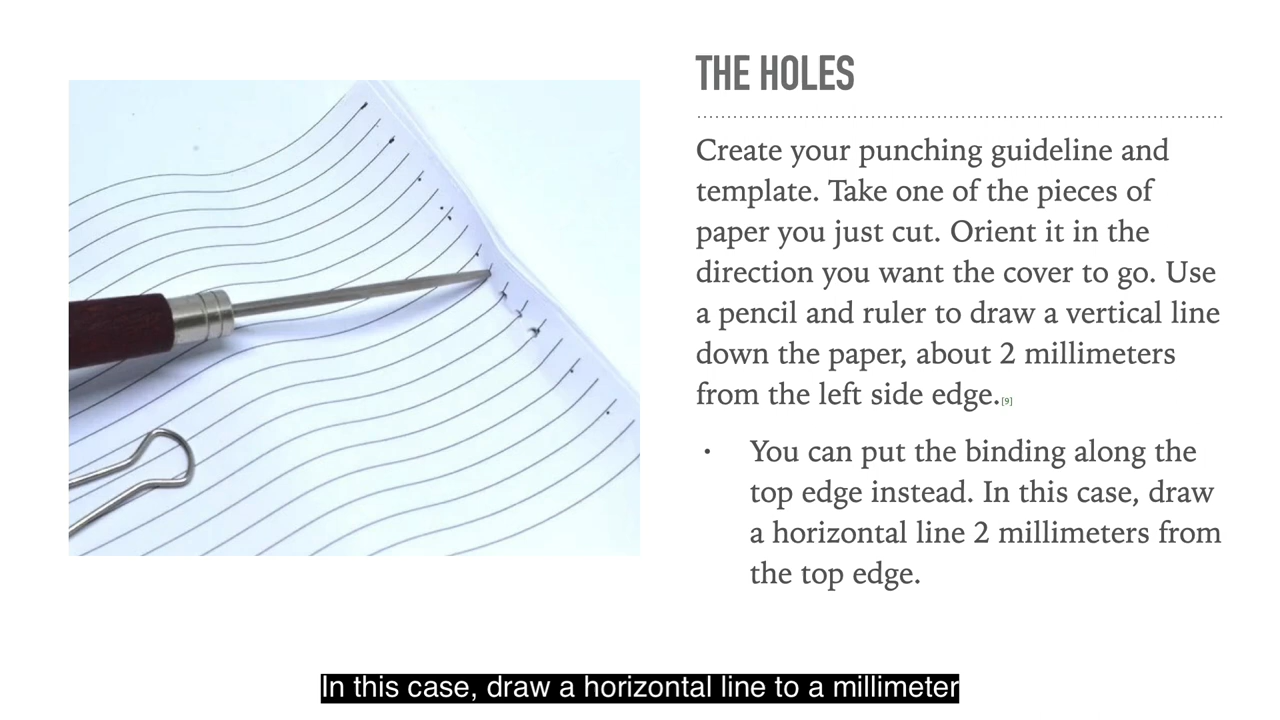 THE HOLES
Create your punching guideline and
template. Take one of the pieces of
paper you just cut. Orient it in the
direction you want the cover to go. Use
a pencil and ruler to draw a vertical line
down the paper, about 2 millimeters
from the left side edge.[9]
• You can put the binding along the
top edge instead. In this case, draw
a horizontal line 2 millimeters from
the top edge.
In this case, draw a horizontal line to a millimeter